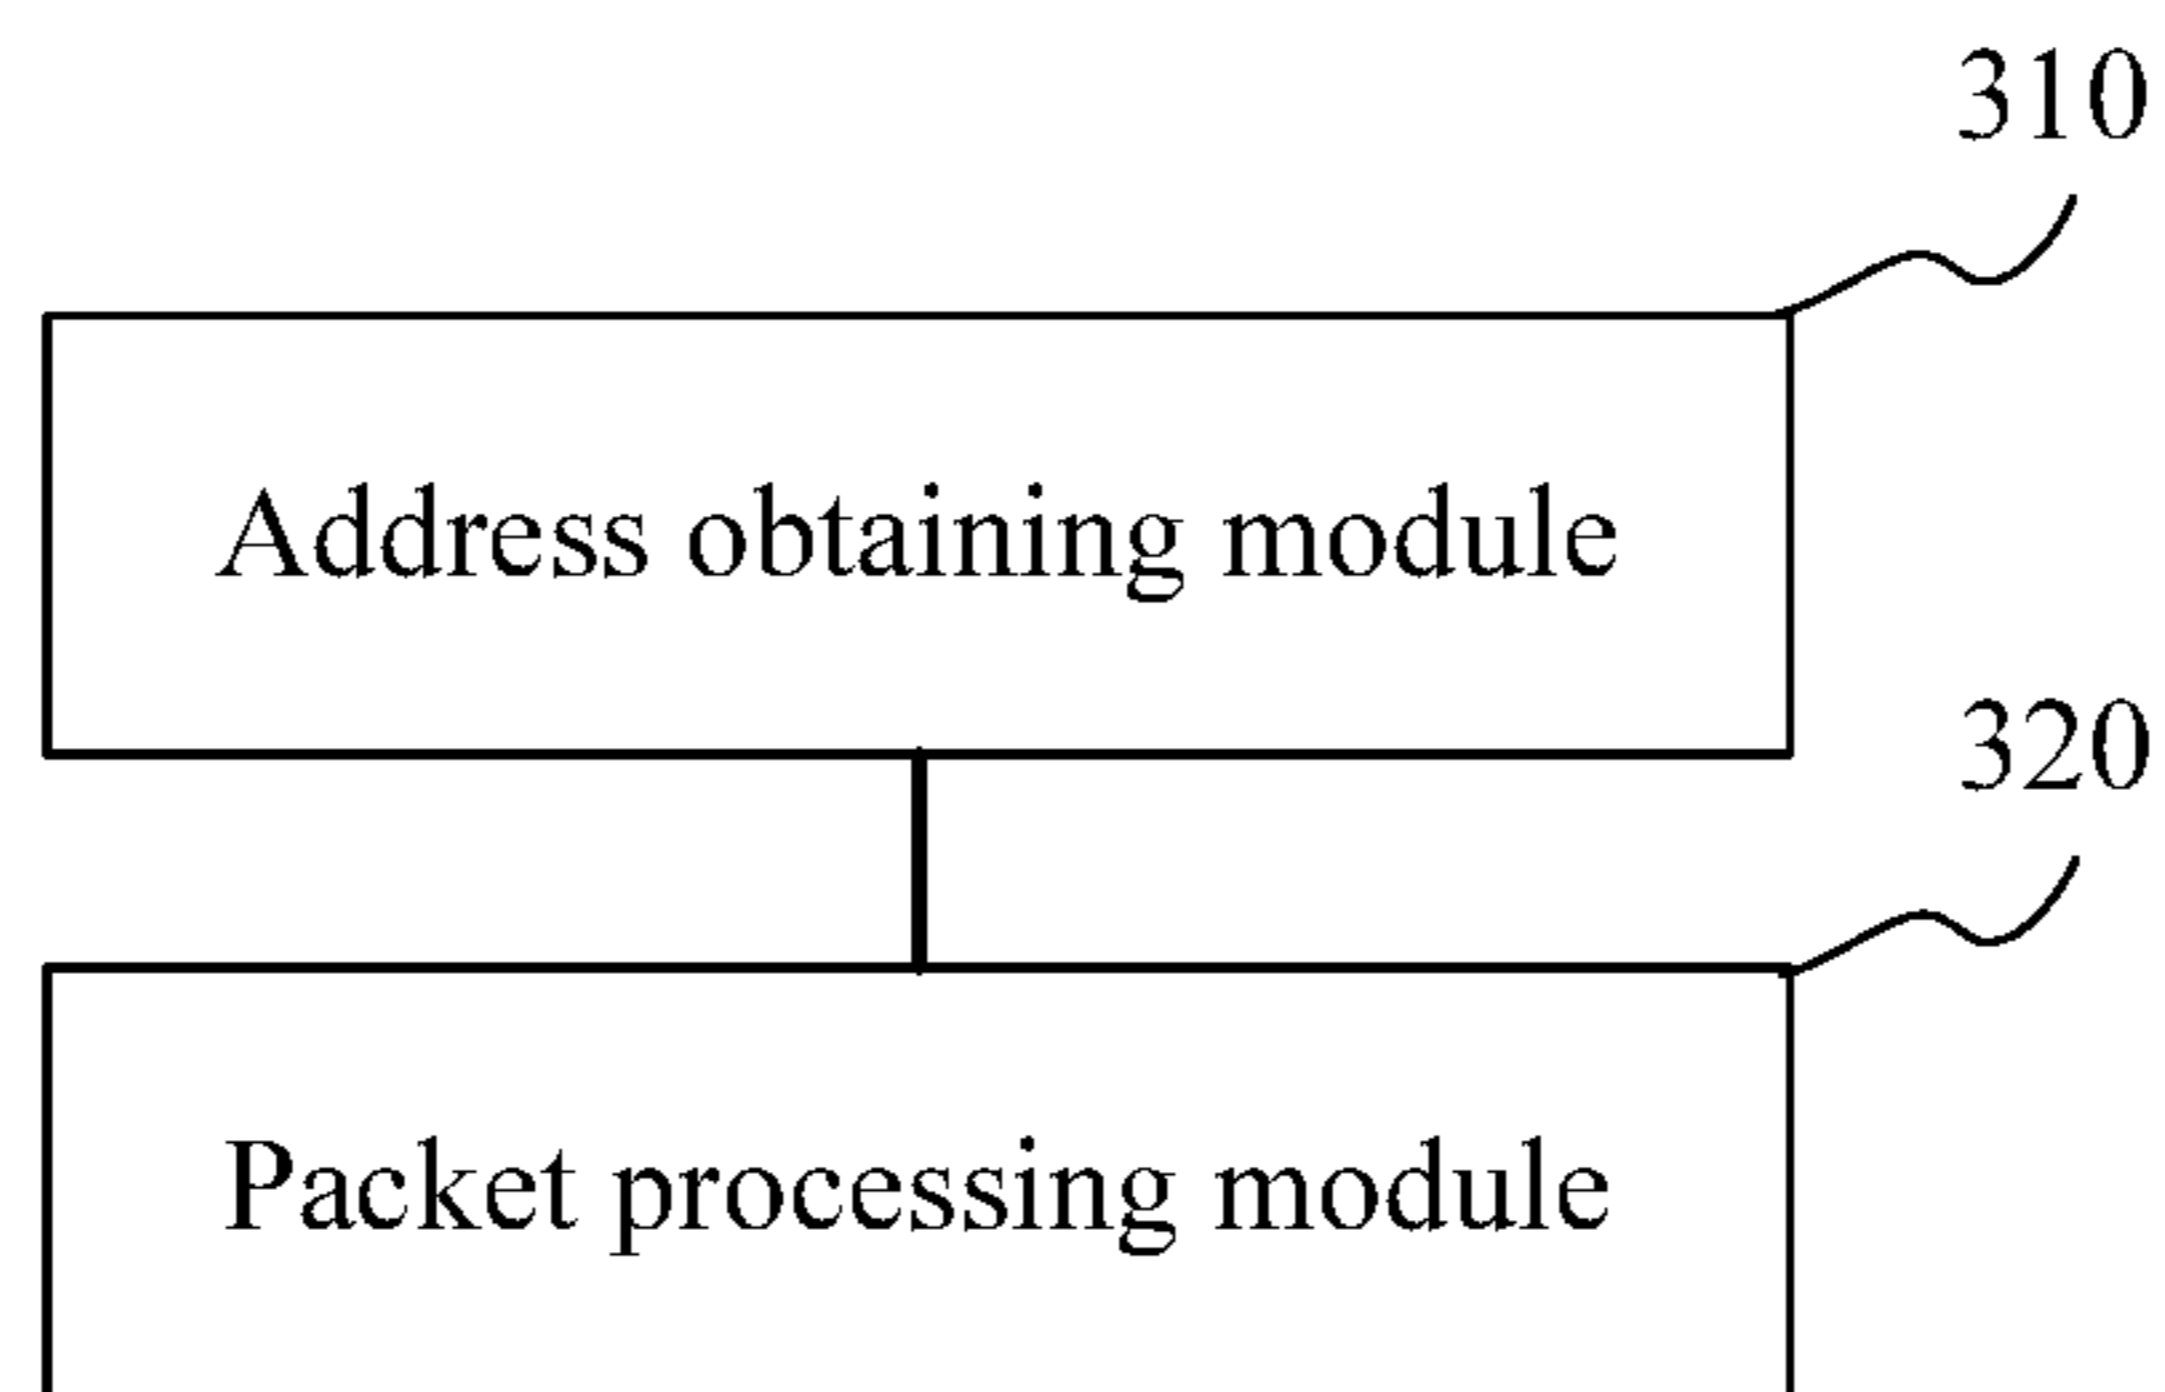 310
Address obtaining module
320
Packet processing module